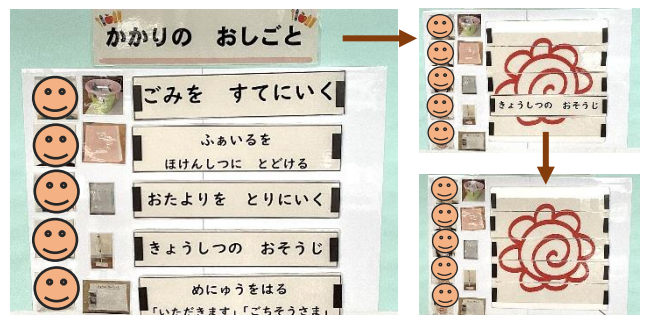 かかりの おしごと
ごみを すてにいく
ふぁいるを
ほけんしつに とどける
おたよりを とりにいく
きょうしつの おそうじ
めにゅうをはる
「いただきます」「ごちそうさま」
きょうしつの おそうじ